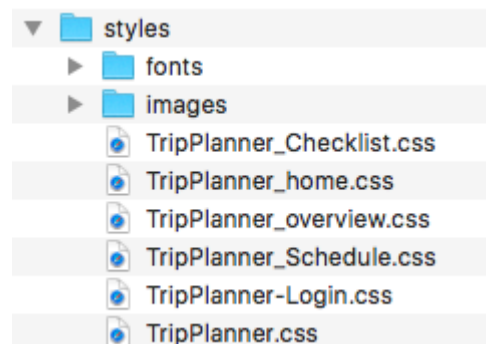 styles
fonts
images
TripPlanner_Checklist.css
TripPlanner_home.css
TripPlanner_overview.css
TripPlanner_Schedule.css
TripPlanner-Login.css
TripPlanner.css